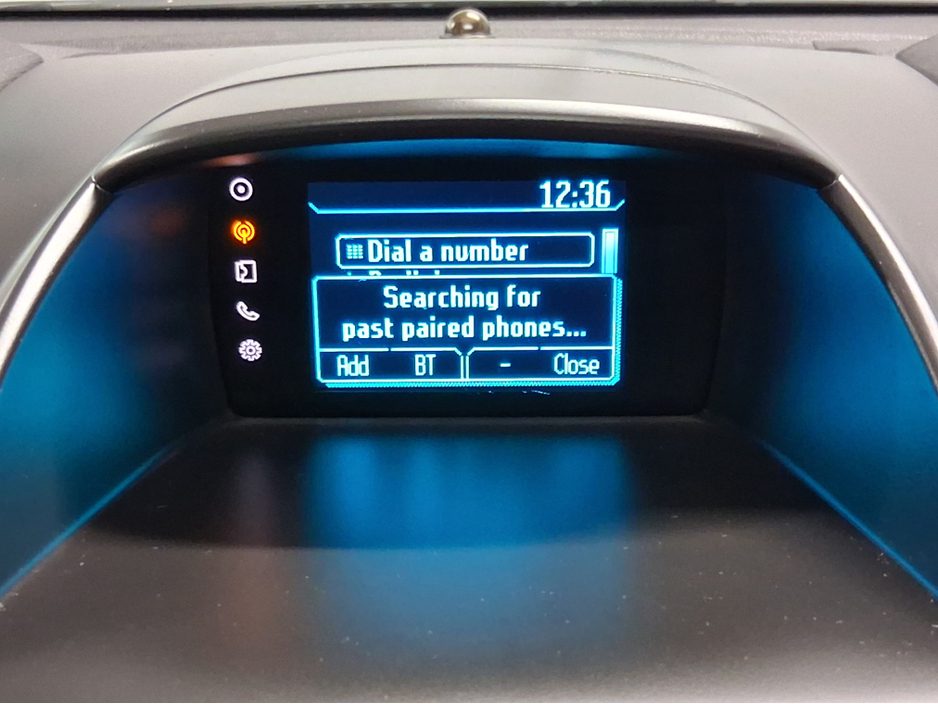 12:36
Dial a number
Searching for
past paired phones...
Add BT - Close